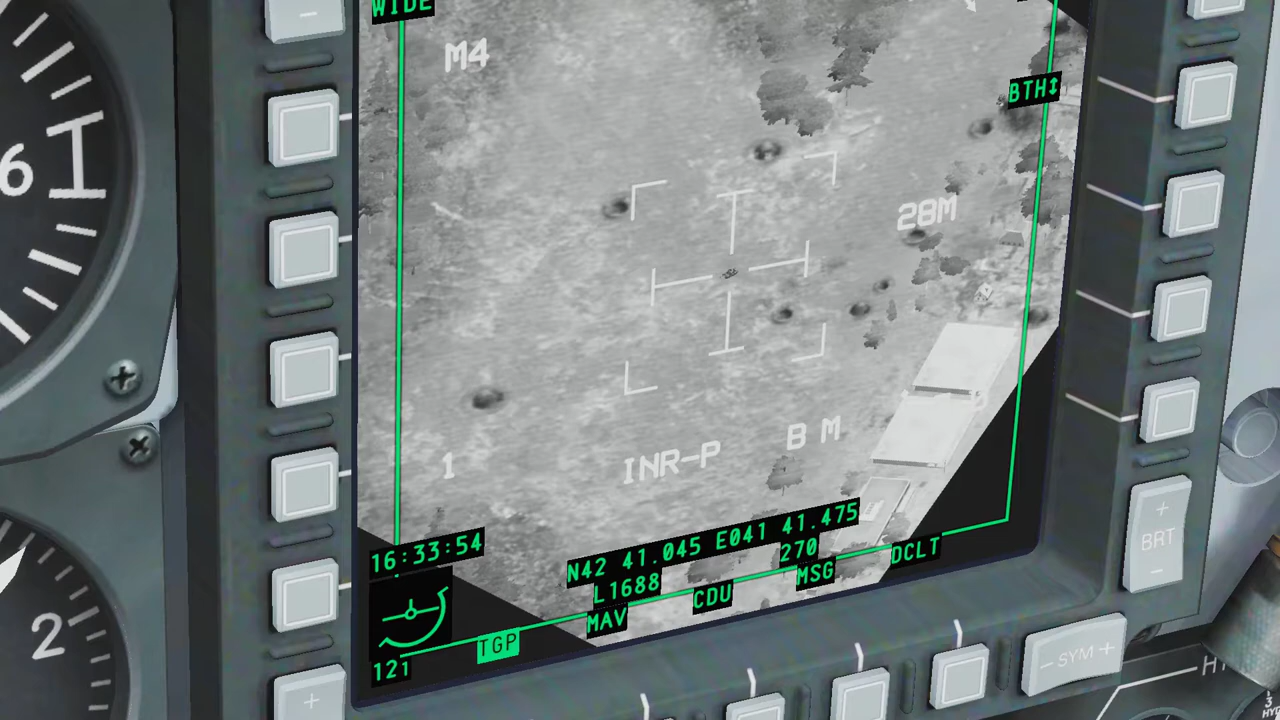 WIDE
M4
BTH↕
28M
6
B M
INR-P
1
16:33:54
N42 41.045 E041 41.475
L1688
270
2
MAV
CDU
MSG
DCLT
TGP
121
BRT
SYM